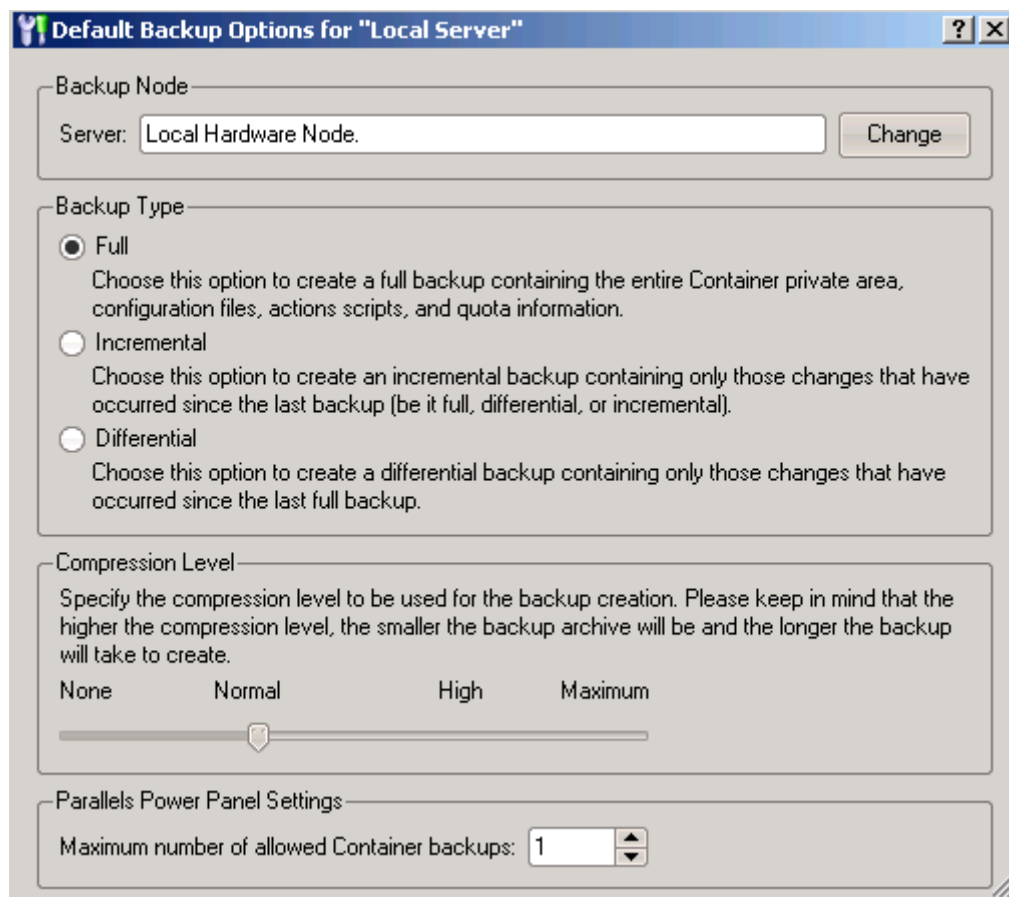 Default Backup Options for "Local Server"
Backup Node
Server: Local Hardware Node. Change
Backup Type
Full
Choose this option to create a full backup containing the entire Container private area,
configuration files, actions scripts, and quota information.
Incremental
Choose this option to create an incremental backup containing only those changes that have
occurred since the last backup (be it full, differential, or incremental).
Differential
Choose this option to create a differential backup containing only those changes that have
occurred since the last full backup.
Compression Level
Specify the compression level to be used for the backup creation. Please keep in mind that the
higher the compression level, the smaller the backup archive will be and the longer the backup
will take to create.
None Normal High Maximum
Parallels Power Panel Settings
Maximum number of allowed Container backups: 1